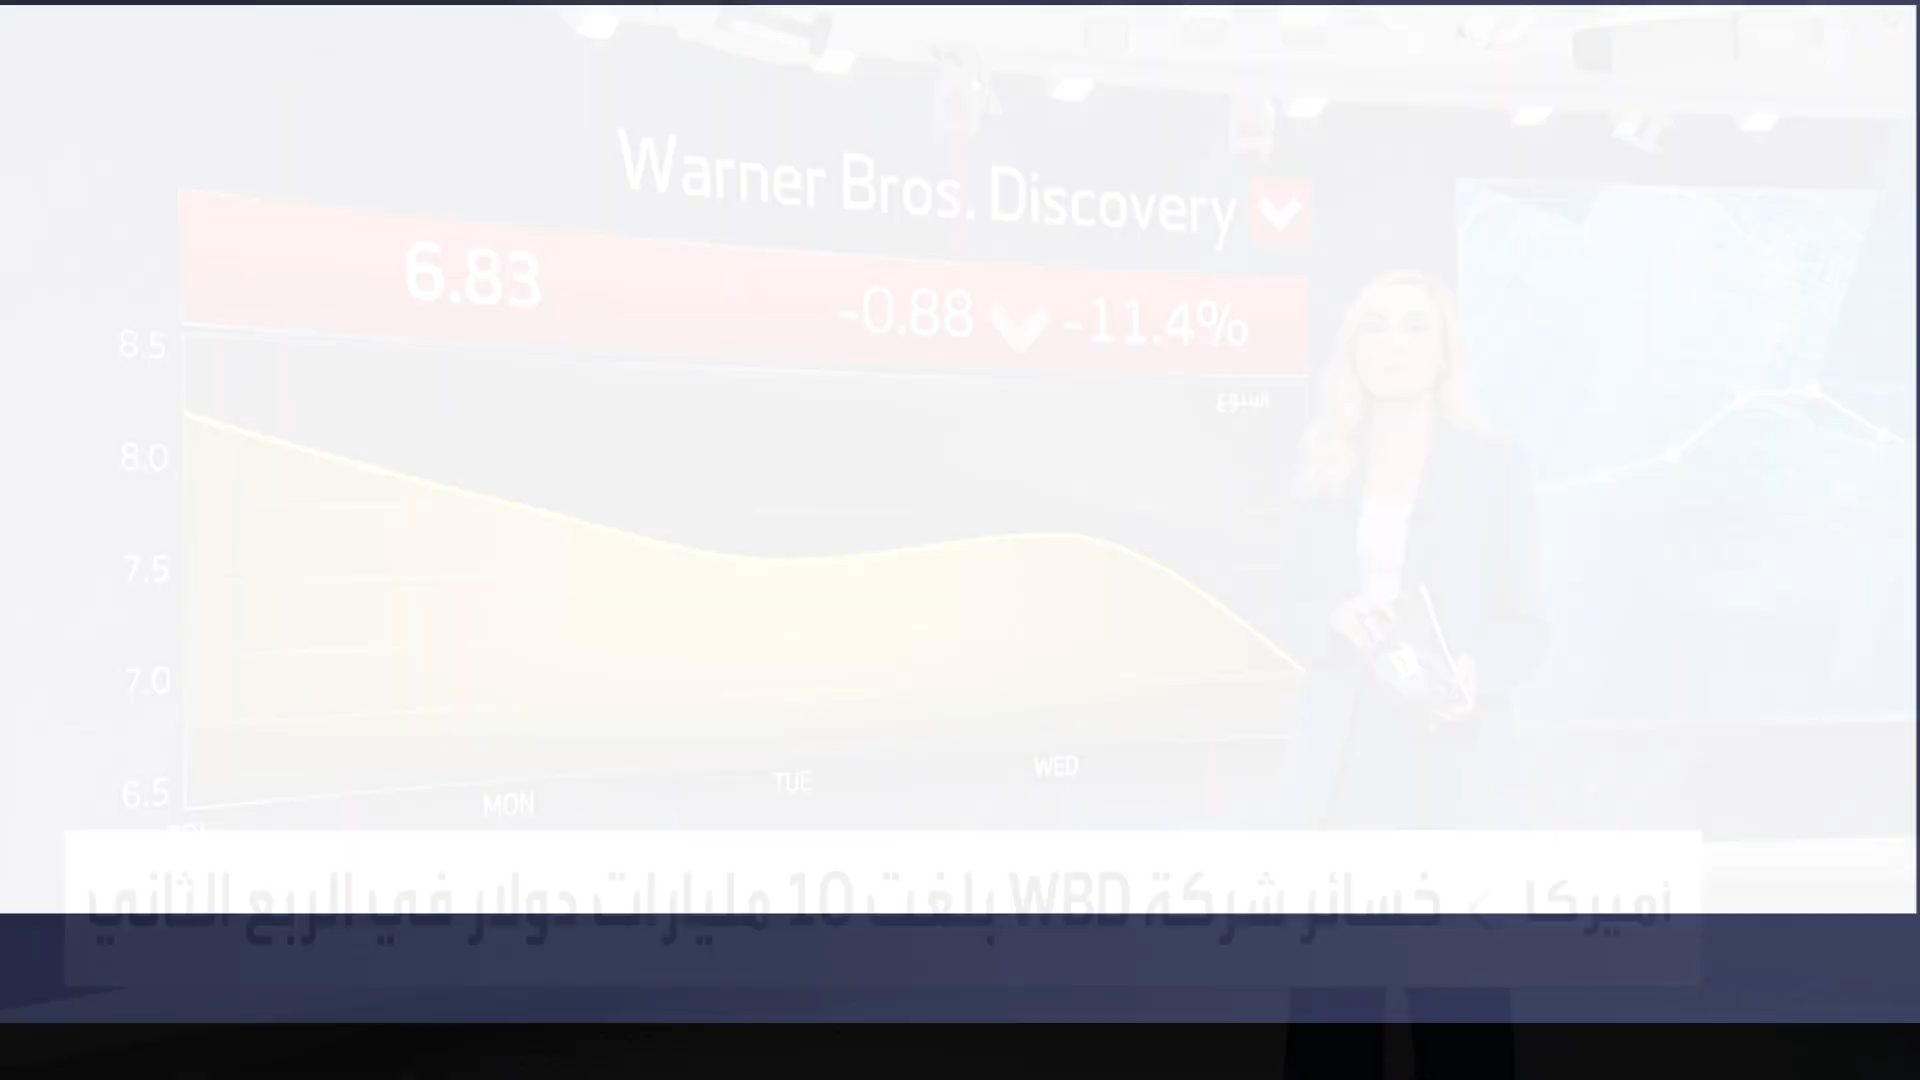 Warner Bros. Discovery
6.83
-0.88 -11.4%
أسبوع
8.5
8.0
7.5
7.0
6.5
MON
TUE
WED
أميركا > خسائر شركة WBD بلغت 10 مليارات دولار في الربع الثاني